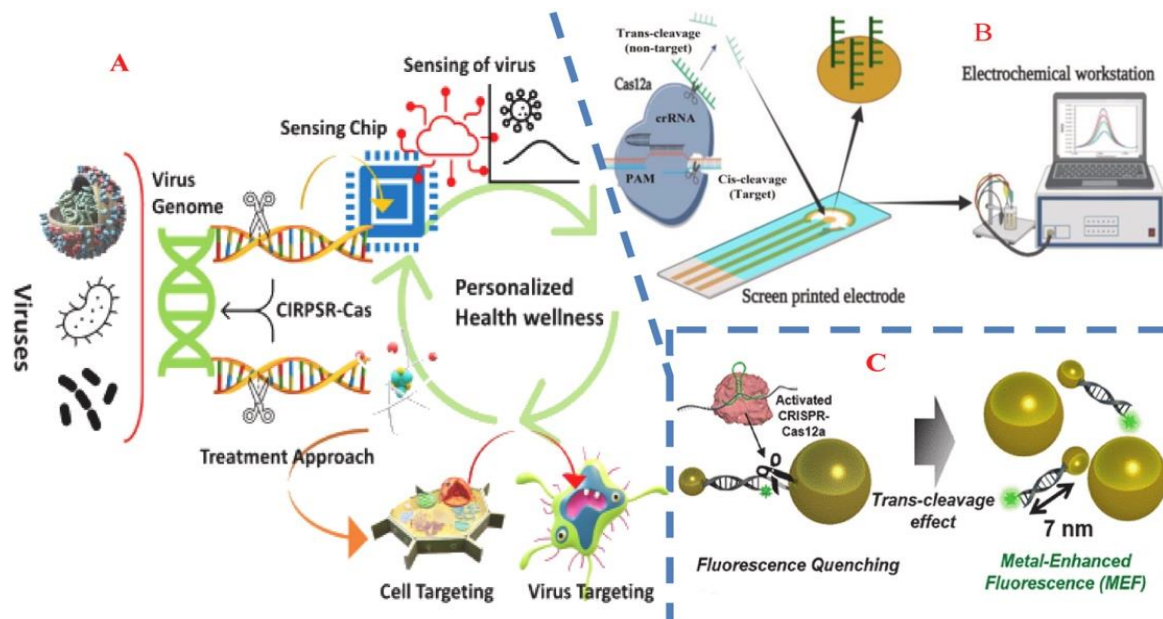 A
Sensing of virus
Sensing Chip
Virus
Genome
Viruses
CIRPSR-Cas
Personalized
Health wellness
Treatment Approach
Cell Targeting
Virus Targeting
B
Trans-cleavage
(non-target)
Cas12a
crRNA
PAM
Cis-cleavage
(Target)
Screen printed electrode
Electrochemical workstation
C
Activated
CRISPR-
Cas12a
Fluorescence Quenching
Trans-cleavage
effect
7 nm
Metal-Enhanced
Fluorescence (MEF)